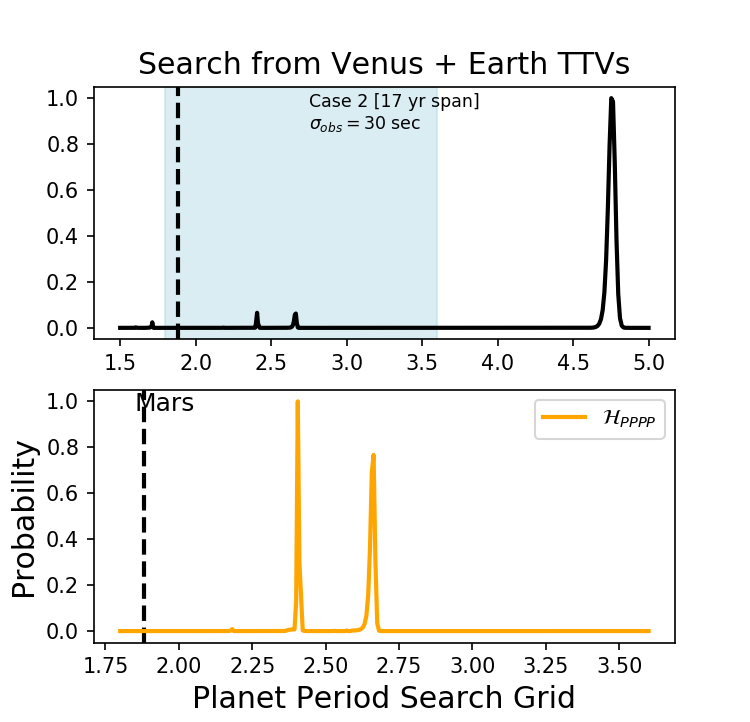 Search from Venus + Earth TTVs
Case 2 [17 yr span]
σ_obs = 30 sec
1.0
0.8
0.6
0.4
0.2
0.0
1.5 2.0 2.5 3.0 3.5 4.0 4.5 5.0
Mars
ℋ_PPPP
Probability
1.0
0.8
0.6
0.4
0.2
0.0
1.75 2.00 2.25 2.50 2.75 3.00 3.25 3.50
Planet Period Search Grid